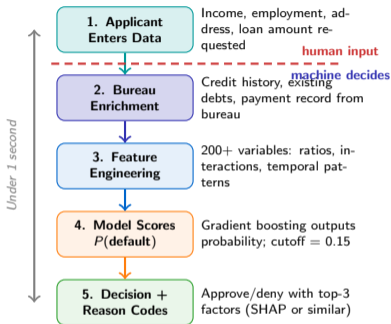 1. Applicant
Enters Data
Income, employment, ad-
dress, loan amount re-
quested
human input
machine decides
2. Bureau
Enrichment
Credit history, existing
debts, payment record from
bureau
3. Feature
Engineering
200+ variables: ratios, in-
teractions, temporal pat-
terns
4. Model Scores
P(default)
Gradient boosting outputs
probability; cutoff = 0.15
5. Decision +
Reason Codes
Approve/deny with top-3
factors (SHAP or similar)
Under 1 second